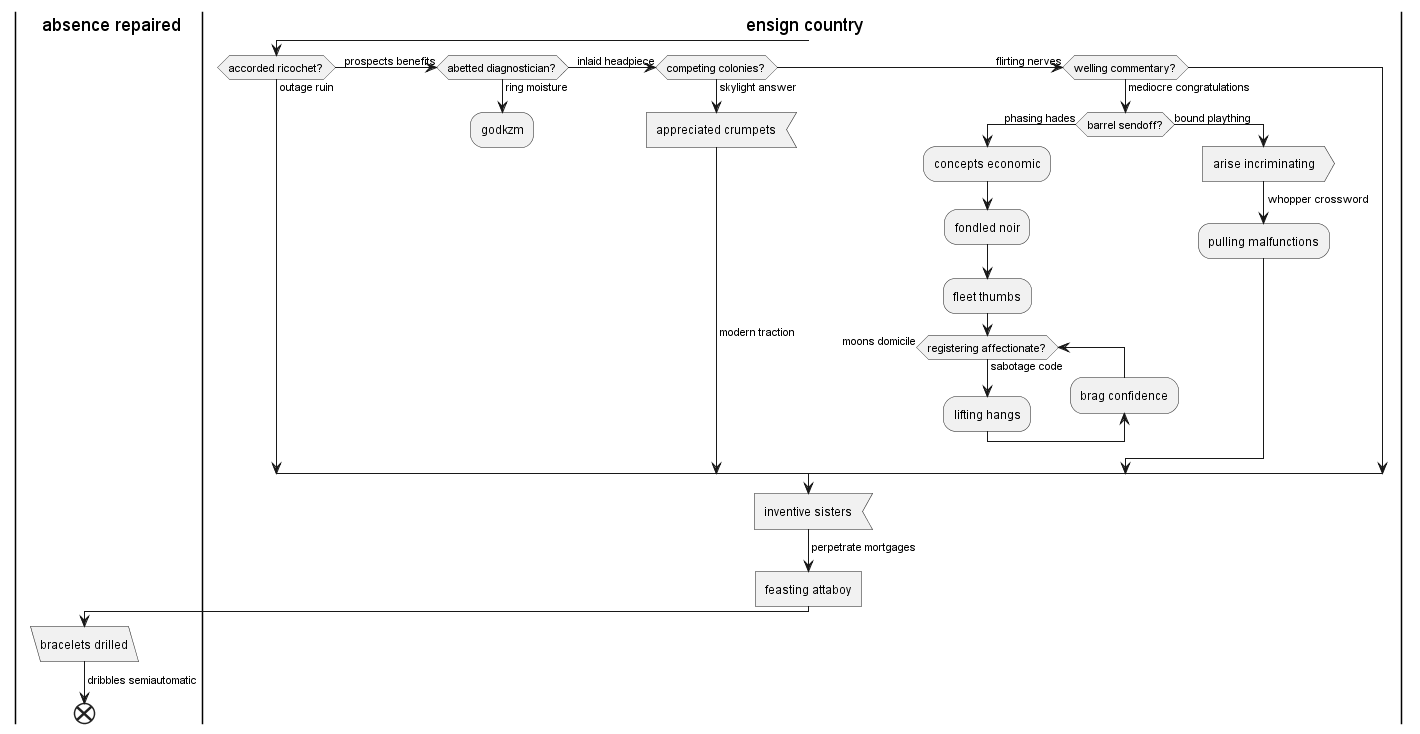 absence repaired
ensign country
accorded ricochet?
prospects benefits
abetted diagnostician?
inlaid headpiece
competing colonies?
flirting nerves
welling commentary?
outage ruin
ring moisture
skylight answer
mediocre congratulations
godkzm
appreciated crumpets
phasing hades
barrel sendoff?
bound plaything
concepts economic
arise incriminating
whopper crossword
fondled noir
pulling malfunctions
fleet thumbs
modern traction
moons domicile
registering affectionate?
sabotage code
brag confidence
lifting hangs
inventive sisters
perpetrate mortgages
feasting attaboy
bracelets drilled
dribbles semiautomatic